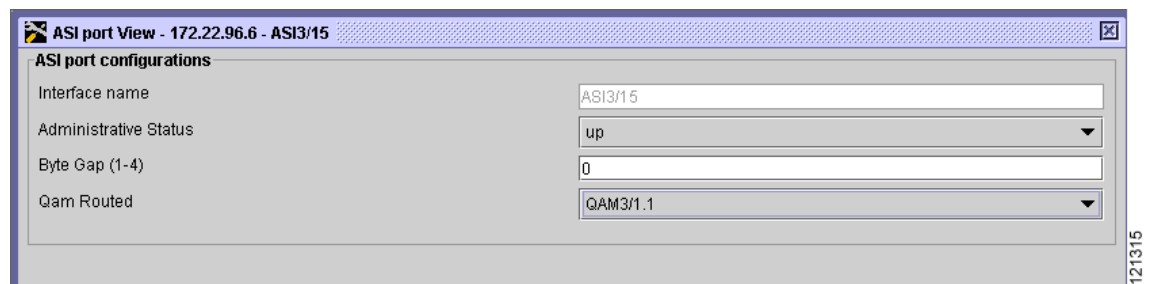 ASI port View - 172.22.96.6 - ASI3/15
ASI port configurations
Interface name
ASI3/15
Administrative Status
up
Byte Gap (1-4)
0
Qam Routed
QAM3/1.1
121315